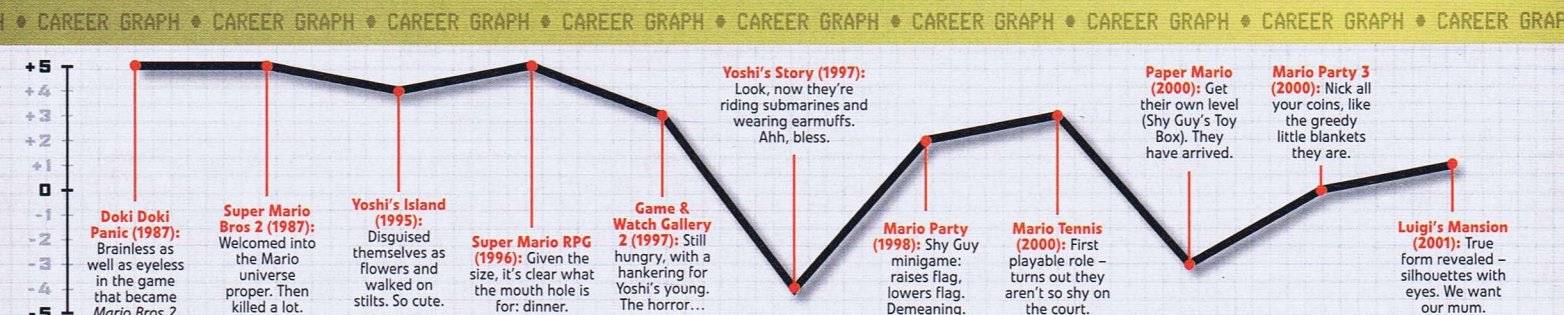 CAREER GRAPH • CAREER GRAPH • CAREER GRAPH • CAREER GRAPH • CAREER GRAPH • CAREER GRAPH • CAREER GRAPH • CAREER GRAPH • CAREER GRAP
+5
+4
+3
+2
+1
0
-1
-2
-3
-4
-5
Doki Doki
Panic (1987):
Brainless as
well as eyeless
in the game
that became
Mario Bros 2.
Super Mario
Bros 2 (1987):
Welcomed into
the Mario
universe
proper. Then
killed a lot.
Yoshi's Island
(1995):
Disguised
themselves as
flowers and
walked on
stilts. So cute.
Super Mario RPG
(1996): Given the
size, it's clear what
the mouth hole is
for: dinner.
Game &
Watch Gallery
2 (1997): Still
hungry, with a
hankering for
Yoshi's young.
The horror...
Yoshi's Story (1997):
Look, now they're
riding submarines and
wearing earmuffs.
Ahh, bless.
Mario Party
(1998): Shy Guy
minigame:
raises flag,
lowers flag.
Demeaning.
Mario Tennis
(2000): First
playable role –
turns out they
aren't so shy on
the court.
Paper Mario
(2000): Get
their own level
(Shy Guy's Toy
Box). They
have arrived.
Mario Party 3
(2000): Nick all
your coins, like
the greedy
little blankets
they are.
Luigi's Mansion
(2001): True
form revealed –
silhouettes with
eyes. We want
our mum.